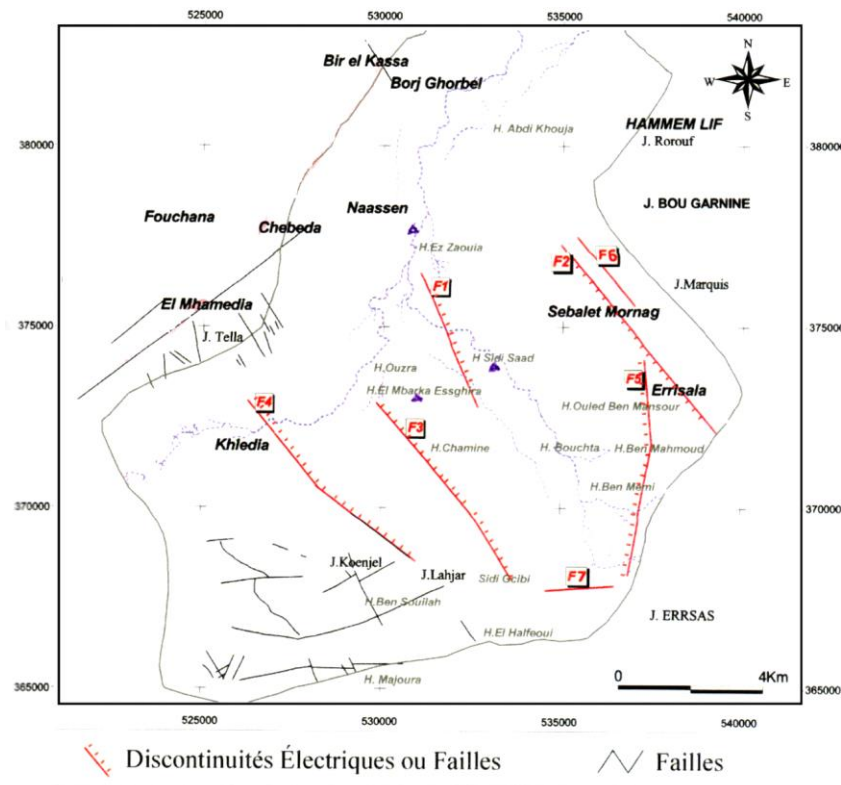 525000 530000 535000 540000
Bir el Kassa
Borj Ghorbel
N
W E
S
H. Abdi Khouja
HAMMEM LIF
380000 380000
J. Rorouf
J. BOU GARNINE
Fouchana
Naassen
Chebeda
H.Ez Zaouia
F2
F6
F1
J.Marquis
El Mhamedia
Sebalet Mornag
375000 375000
J. Tella
H Sidi Saad
H.Ouzra
F5
Errisala
H.El Mbarka Essghira
F4
H.Ouled Ben Mansour
F3
Khledia
H.Chamine
H. Bouchta
H.Ben Mahmoud
H.Ben Memi
370000 370000
J.Koenjel
J.Lahjar
Sidi Gcibi
F7
H.Ben Soullah
J. ERRSAS
H.El Halfeoui
H. Majoura
0 4Km
365000 365000
525000 530000 535000 540000
Discontinuités Électriques ou Failles
Failles